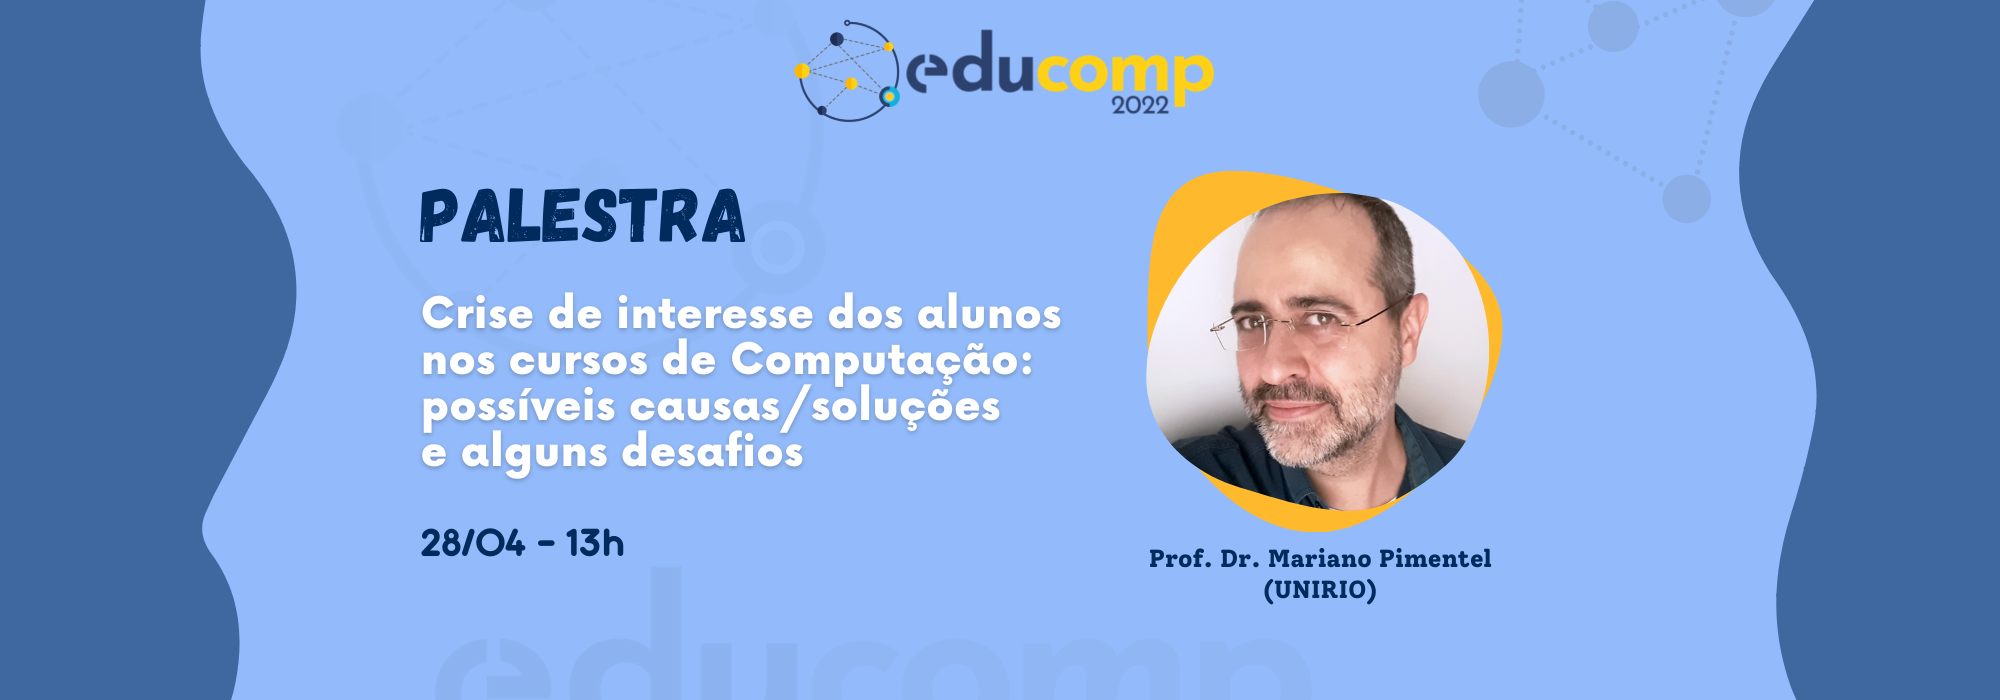 educomp
2022
PALESTRA
Crise de interesse dos alunos
nos cursos de Computação:
possíveis causas/soluções
e alguns desafios
28/04 - 13h
Prof. Dr. Mariano Pimentel
(UNIRIO)
educomp